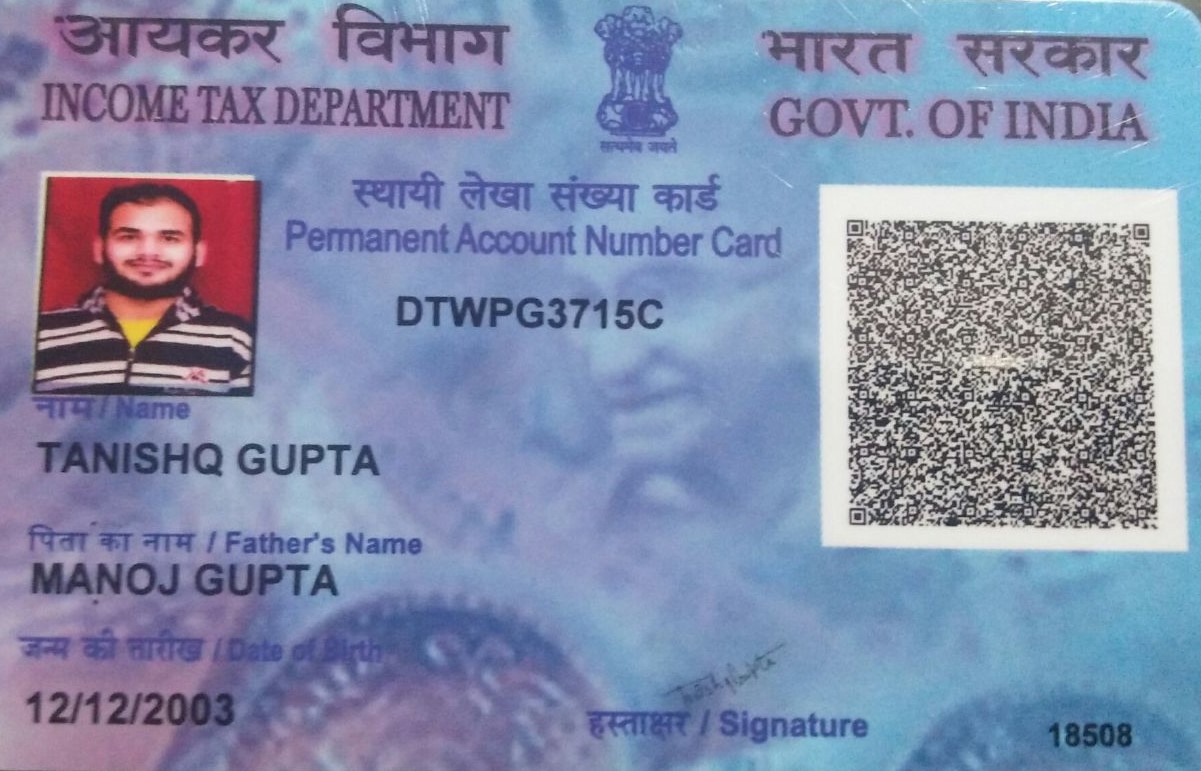 आयकर विभाग
INCOME TAX DEPARTMENT
भारत सरकार
GOVT. OF INDIA
सत्यमेव जयते
स्थायी लेखा संख्या कार्ड
Permanent Account Number Card
DTWPG3715C
नाम / Name
TANISHQ GUPTA
पिता का नाम / Father's Name
MANOJ GUPTA
जन्म की तारीख / Date of Birth
12/12/2003
Tanishq Gupta
हस्ताक्षर / Signature
18508